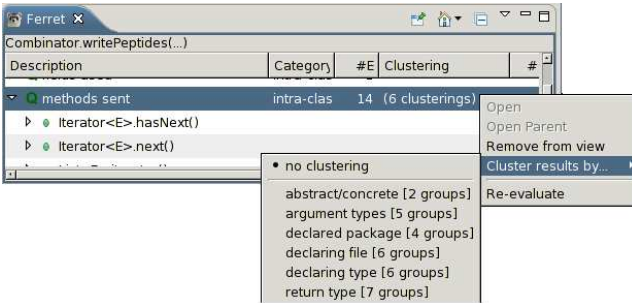 Ferret
Combinator.writePeptides(...)
Description Category #E Clustering #
methods sent intra-clas 14 (6 clusterings)
Iterator<E>.hasNext()
Iterator<E>.next()
Open
Open Parent
Remove from view
Cluster results by...
Re-evaluate
no clustering
abstract/concrete [2 groups]
argument types [5 groups]
declared package [4 groups]
declaring file [6 groups]
declaring type [6 groups]
return type [7 groups]